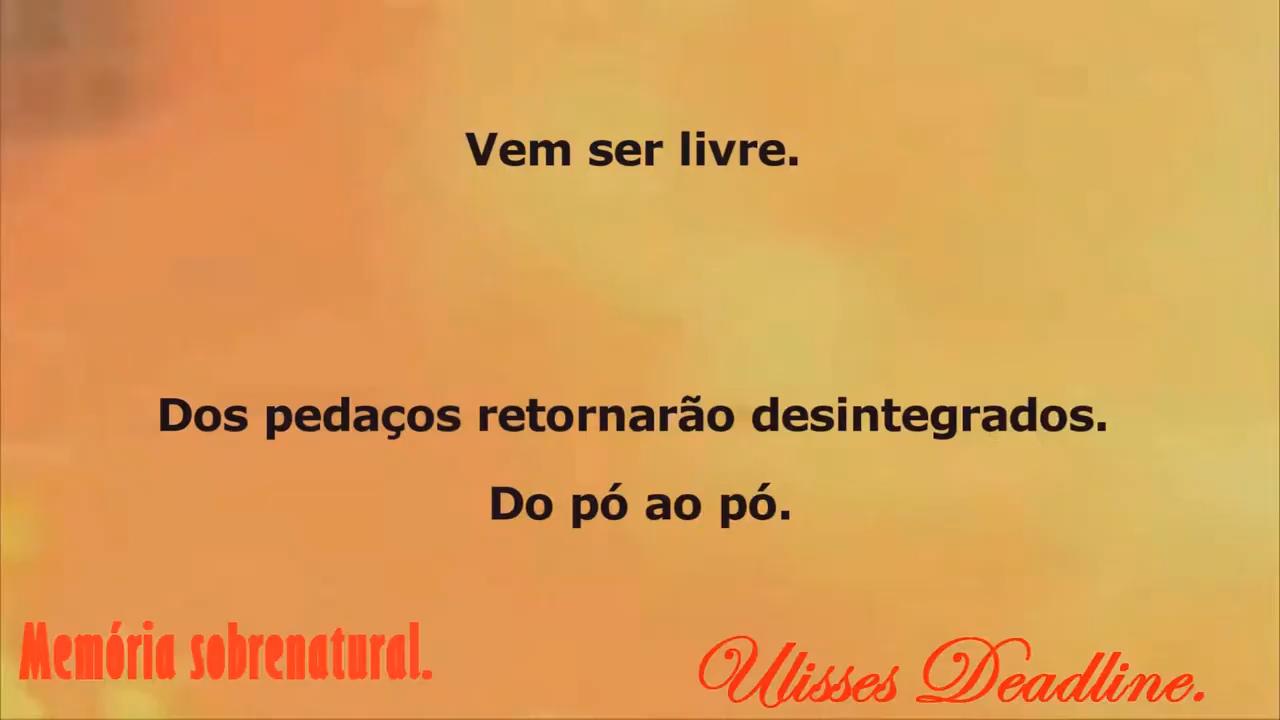 Vem ser livre.
Dos pedaços retornarão desintegrados.
Do pó ao pó.
Memória sobrenatural.
Ulisses Deadline.